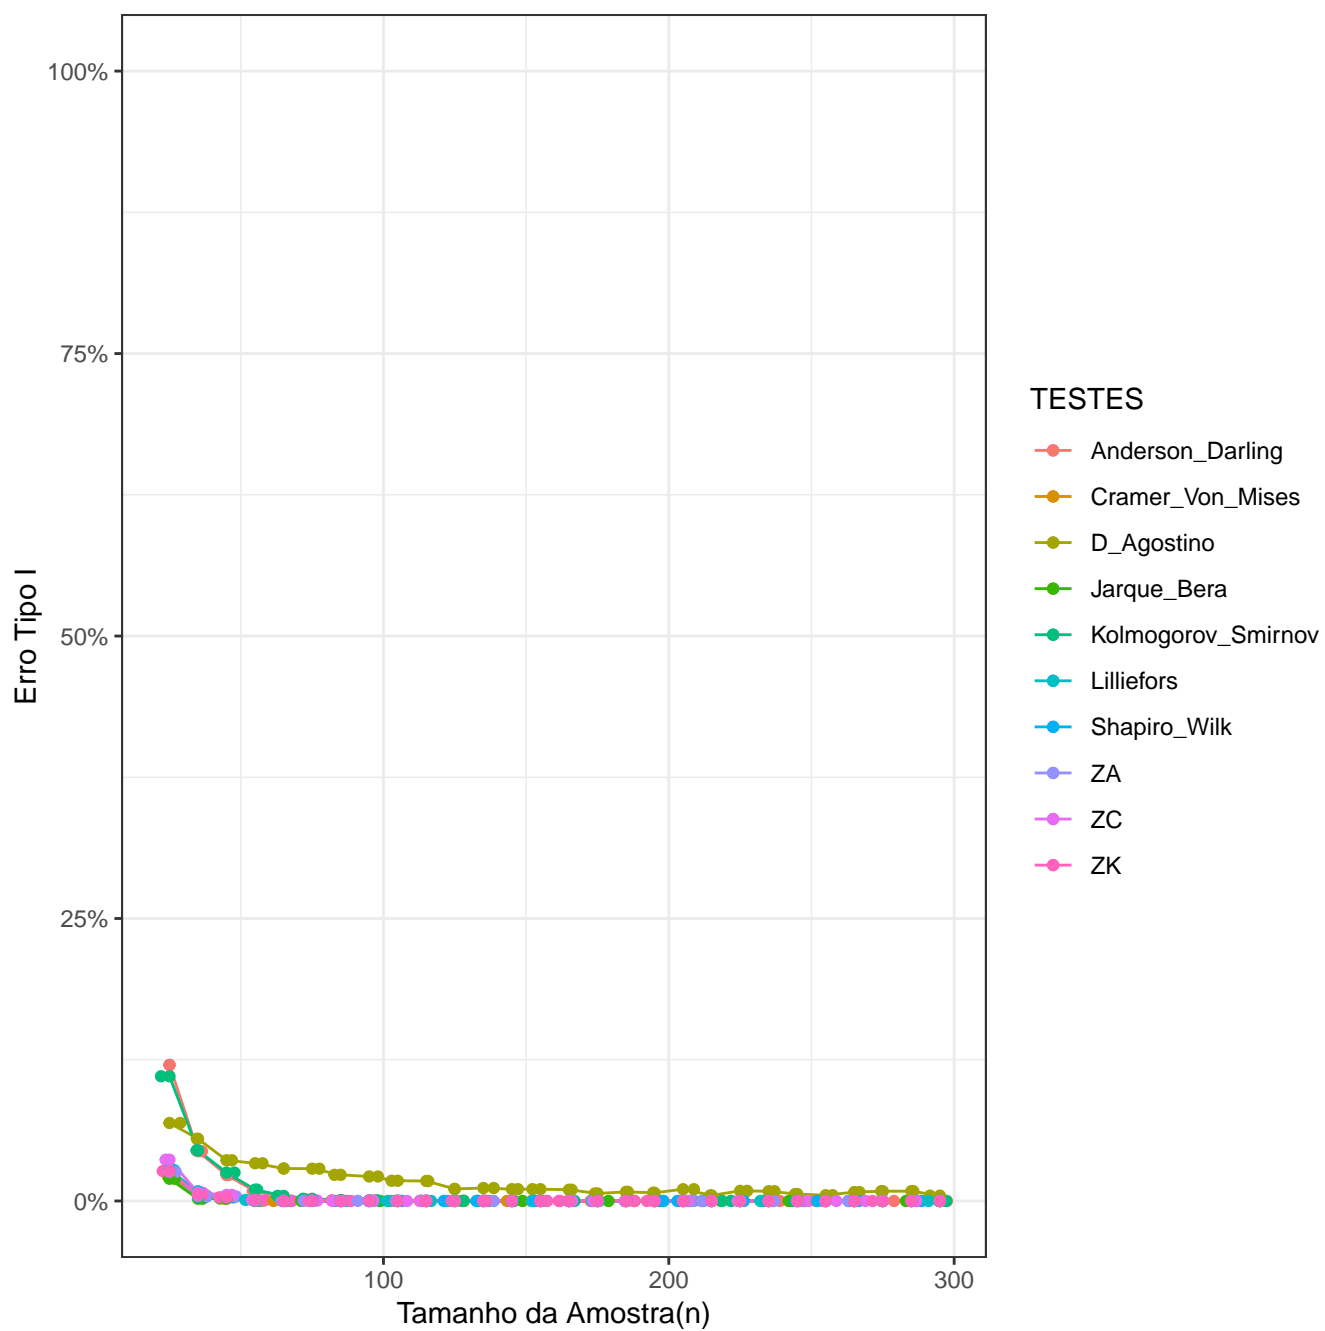 100%
75%
50%
25%
0%
100
200
300
Erro Tipo I
Tamanho da Amostra(n)
TESTES
Anderson_Darling
Cramer_Von_Mises
D_Agostino
Jarque_Bera
Kolmogorov_Smirnov
Lilliefors
Shapiro_Wilk
ZA
ZC
ZK